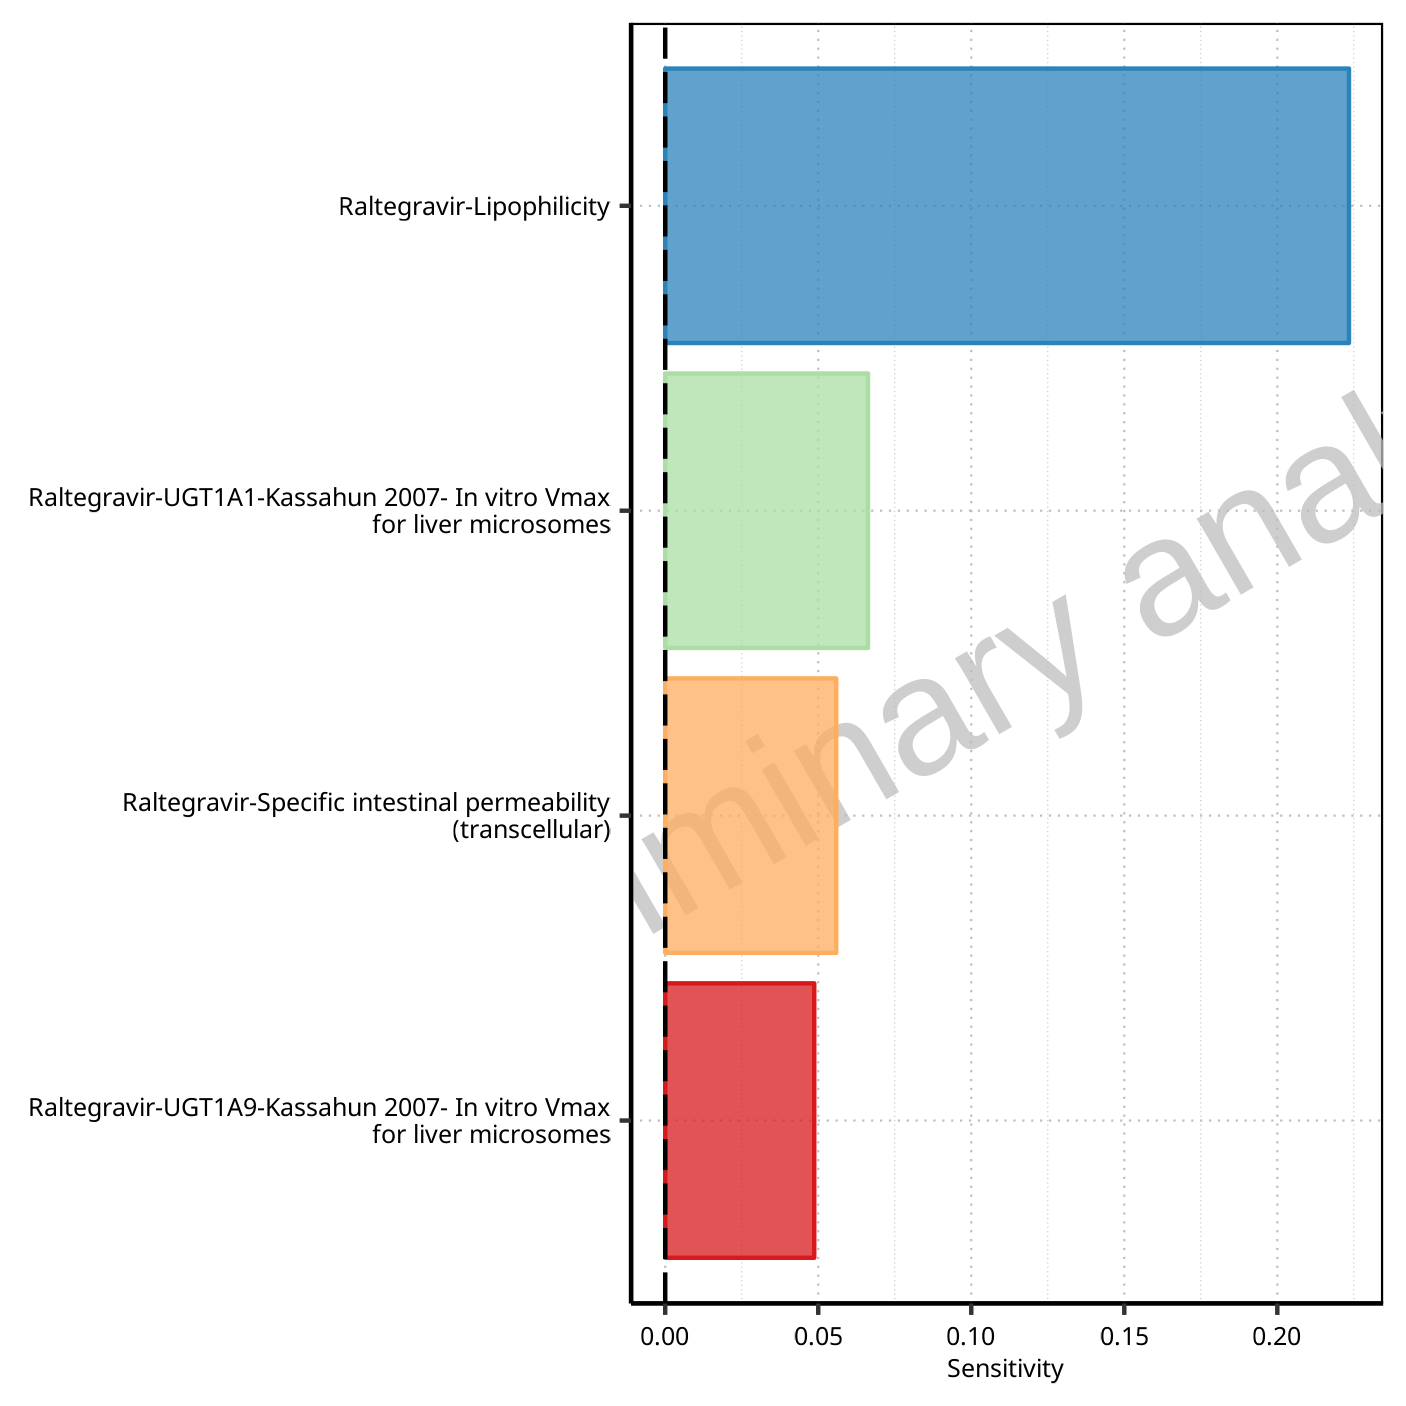 Raltegravir-Lipophilicity
Raltegravir-UGT1A1-Kassahun 2007- In vitro Vmax
for liver microsomes
Raltegravir-Specific intestinal permeability
(transcellular)
Raltegravir-UGT1A9-Kassahun 2007- In vitro Vmax
for liver microsomes
minary anal
0.00 0.05 0.10 0.15 0.20
Sensitivity